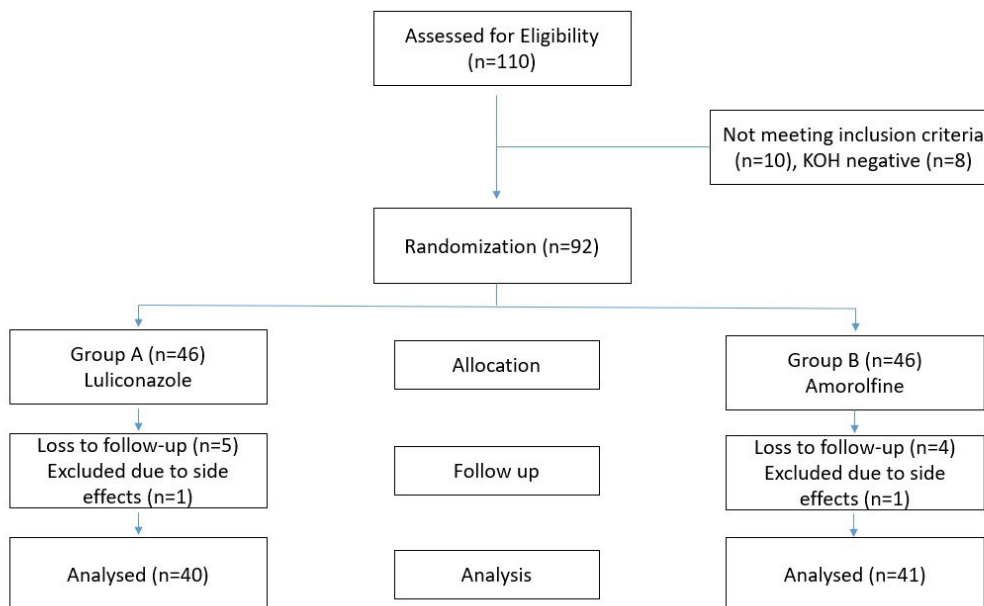 Assessed for Eligibility
(n=110)
Not meeting inclusion criteria
(n=10), KOH negative (n=8)
Randomization (n=92)
Group A (n=46)
Luliconazole
Allocation
Group B (n=46)
Amorolfine
Loss to follow-up (n=5)
Excluded due to side
effects (n=1)
Follow up
Loss to follow-up (n=4)
Excluded due to side
effects (n=1)
Analysed (n=40)
Analysis
Analysed (n=41)